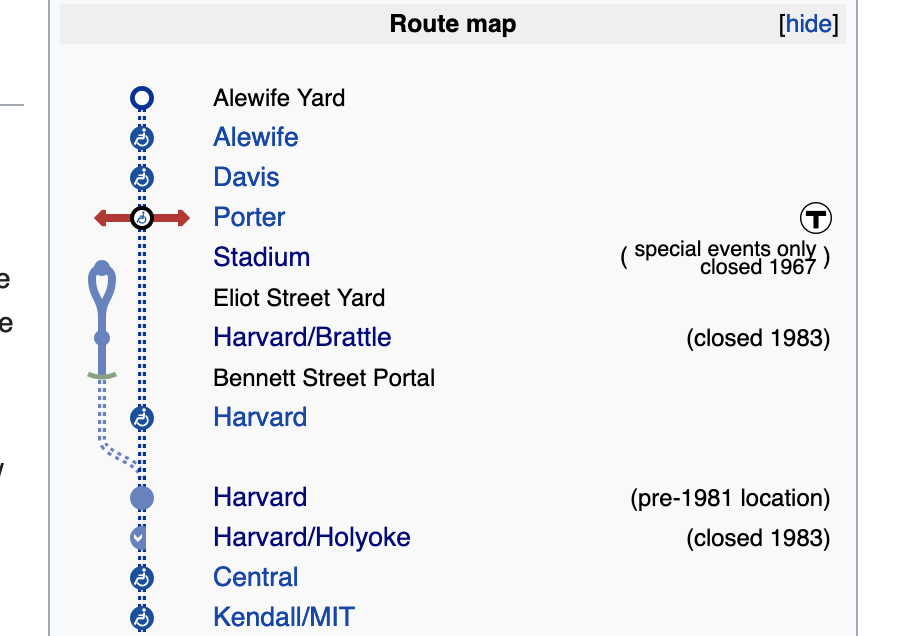 Route map [hide]
Alewife Yard
Alewife
Davis
Porter T
Stadium ( special events only
closed 1967 )
e
Eliot Street Yard
e
Harvard/Brattle (closed 1983)
Bennett Street Portal
Harvard
Harvard (pre-1981 location)
Harvard/Holyoke (closed 1983)
Central
Kendall/MIT